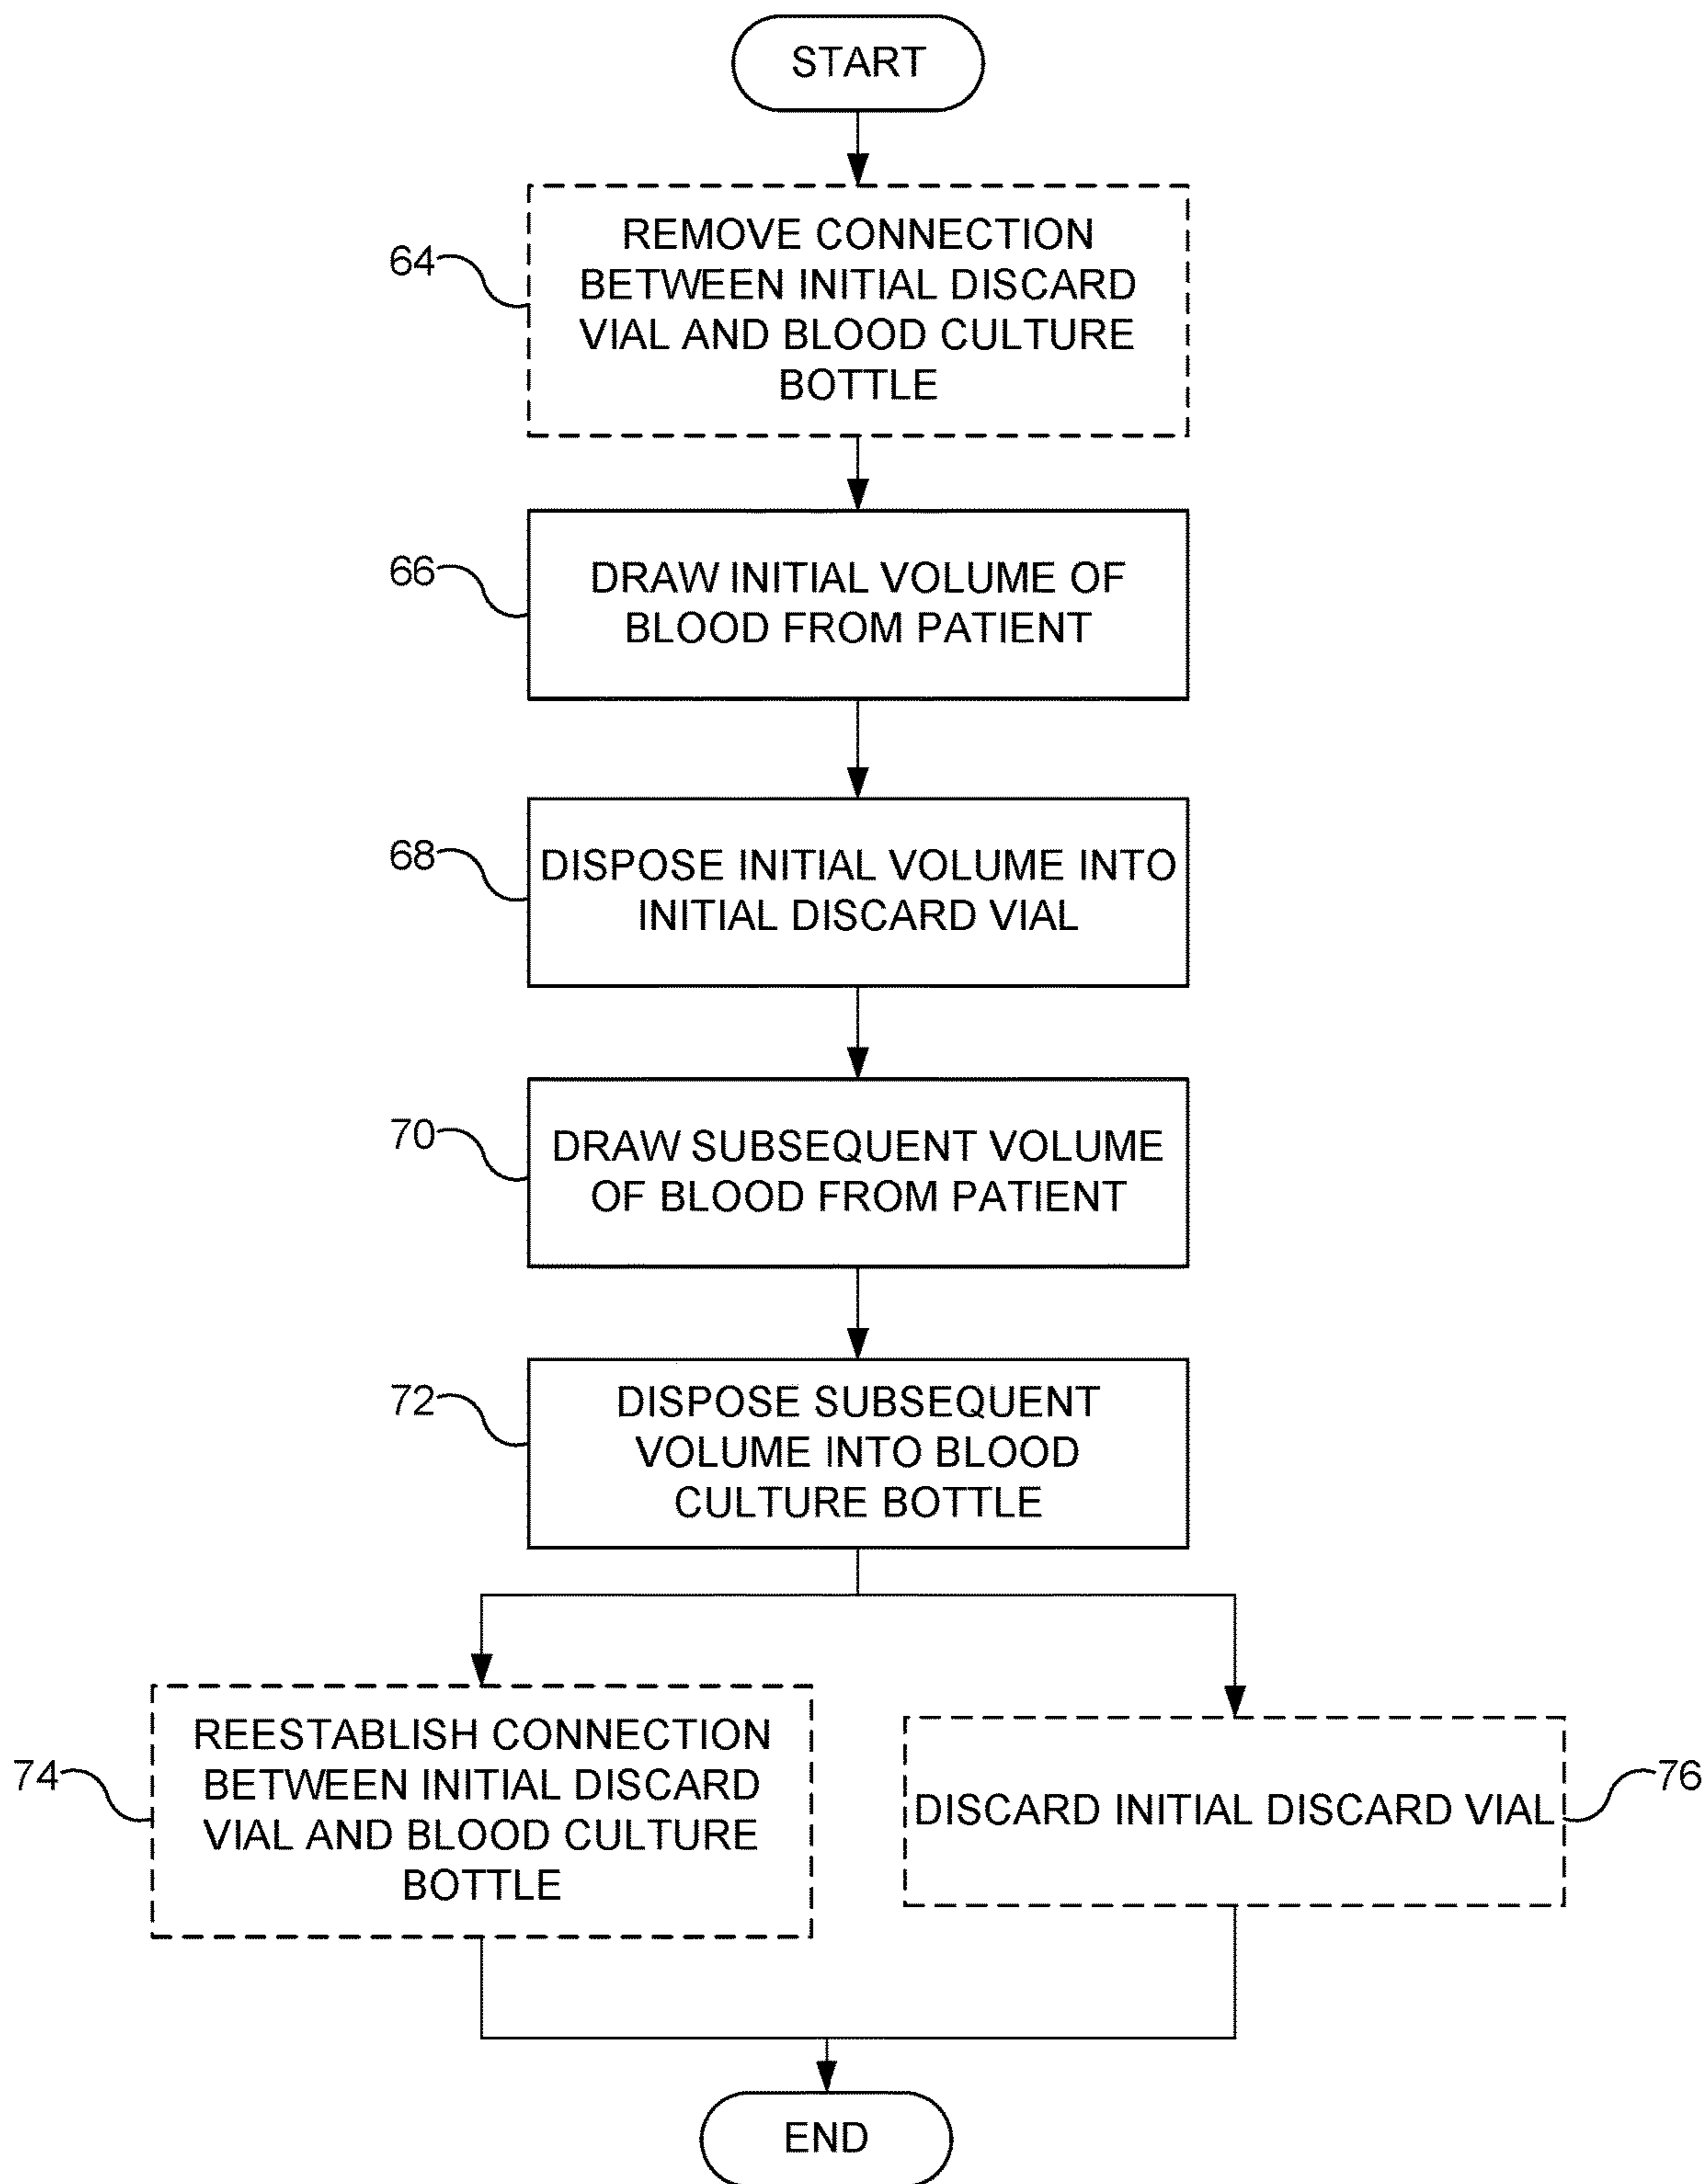 START
64
REMOVE CONNECTION
BETWEEN INITIAL DISCARD
VIAL AND BLOOD CULTURE
BOTTLE
66
DRAW INITIAL VOLUME OF
BLOOD FROM PATIENT
68
DISPOSE INITIAL VOLUME INTO
INITIAL DISCARD VIAL
70
DRAW SUBSEQUENT VOLUME
OF BLOOD FROM PATIENT
72
DISPOSE SUBSEQUENT
VOLUME INTO BLOOD
CULTURE BOTTLE
74
REESTABLISH CONNECTION
BETWEEN INITIAL DISCARD
VIAL AND BLOOD CULTURE
BOTTLE
DISCARD INITIAL DISCARD VIAL
76
END